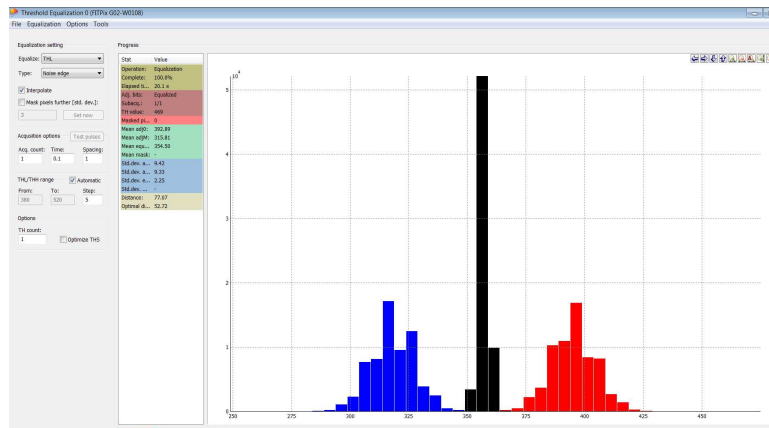 Threshold Equalization 0 (FITPix G02-W0108)
File Equalization Options Tools
Equalization setting
Equalize: THL
Type: Noise edge
Interpolate
Mask pixels further [std. dev.]:
3 Set now
Acquisition options Test pulses
Acq. count: Time: Spacing:
1 0.1 1
THL/THH range Automatic
From: To: Step:
380 520 5
Options
TH count:
1 Optimize THS
Progress
Stat Value
Operation: Equalization
Complete: 100.0%
Elapsed ti... 20.1 s
Adj. bits: Equalized
Subacq.: 1/1
TH value: 469
Masked pi... 0
Mean adj0: 392.89
Mean adjM: 315.81
Mean equ... 354.50
Mean mask: -
Std.dev. a... 9.42
Std.dev. a... 9.33
Std.dev. e... 2.25
Std.dev. ... -
Distance: 77.07
Optimal di... 52.72
10^4
5
4
3
2
1
0
250 275 300 325 350 375 400 425 450